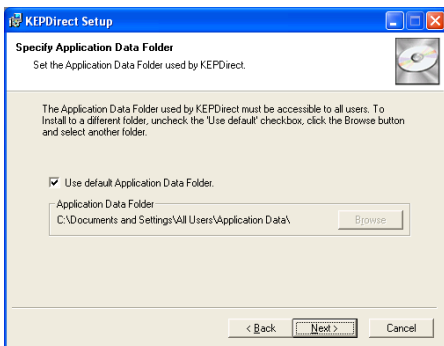 KEPDirect Setup
Specify Application Data Folder
Set the Application Data Folder used by KEPDirect.
The Application Data Folder used by KEPDirect must be accessible to all users. To
Install to a different folder, uncheck the 'Use default' checkbox, click the Browse button
and select another folder.
Use default Application Data Folder.
Application Data Folder
C:\Documents and Settings\All Users\Application Data\
Browse
< Back
Next >
Cancel